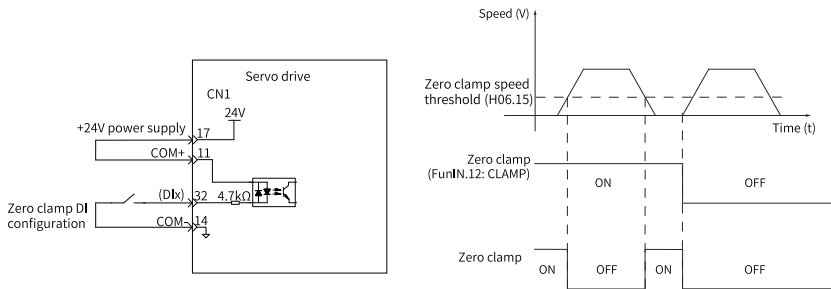 Servo drive
CN1
24V
+24V power supply
17
COM+
11
(DIx)
32
4.7kΩ
Zero clamp DI
configuration
COM-
14
Speed (V)
Zero clamp speed
threshold (H06.15)
Time (t)
Zero clamp
(FunIN.12: CLAMP)
ON
OFF
Zero clamp
ON
OFF
ON
OFF